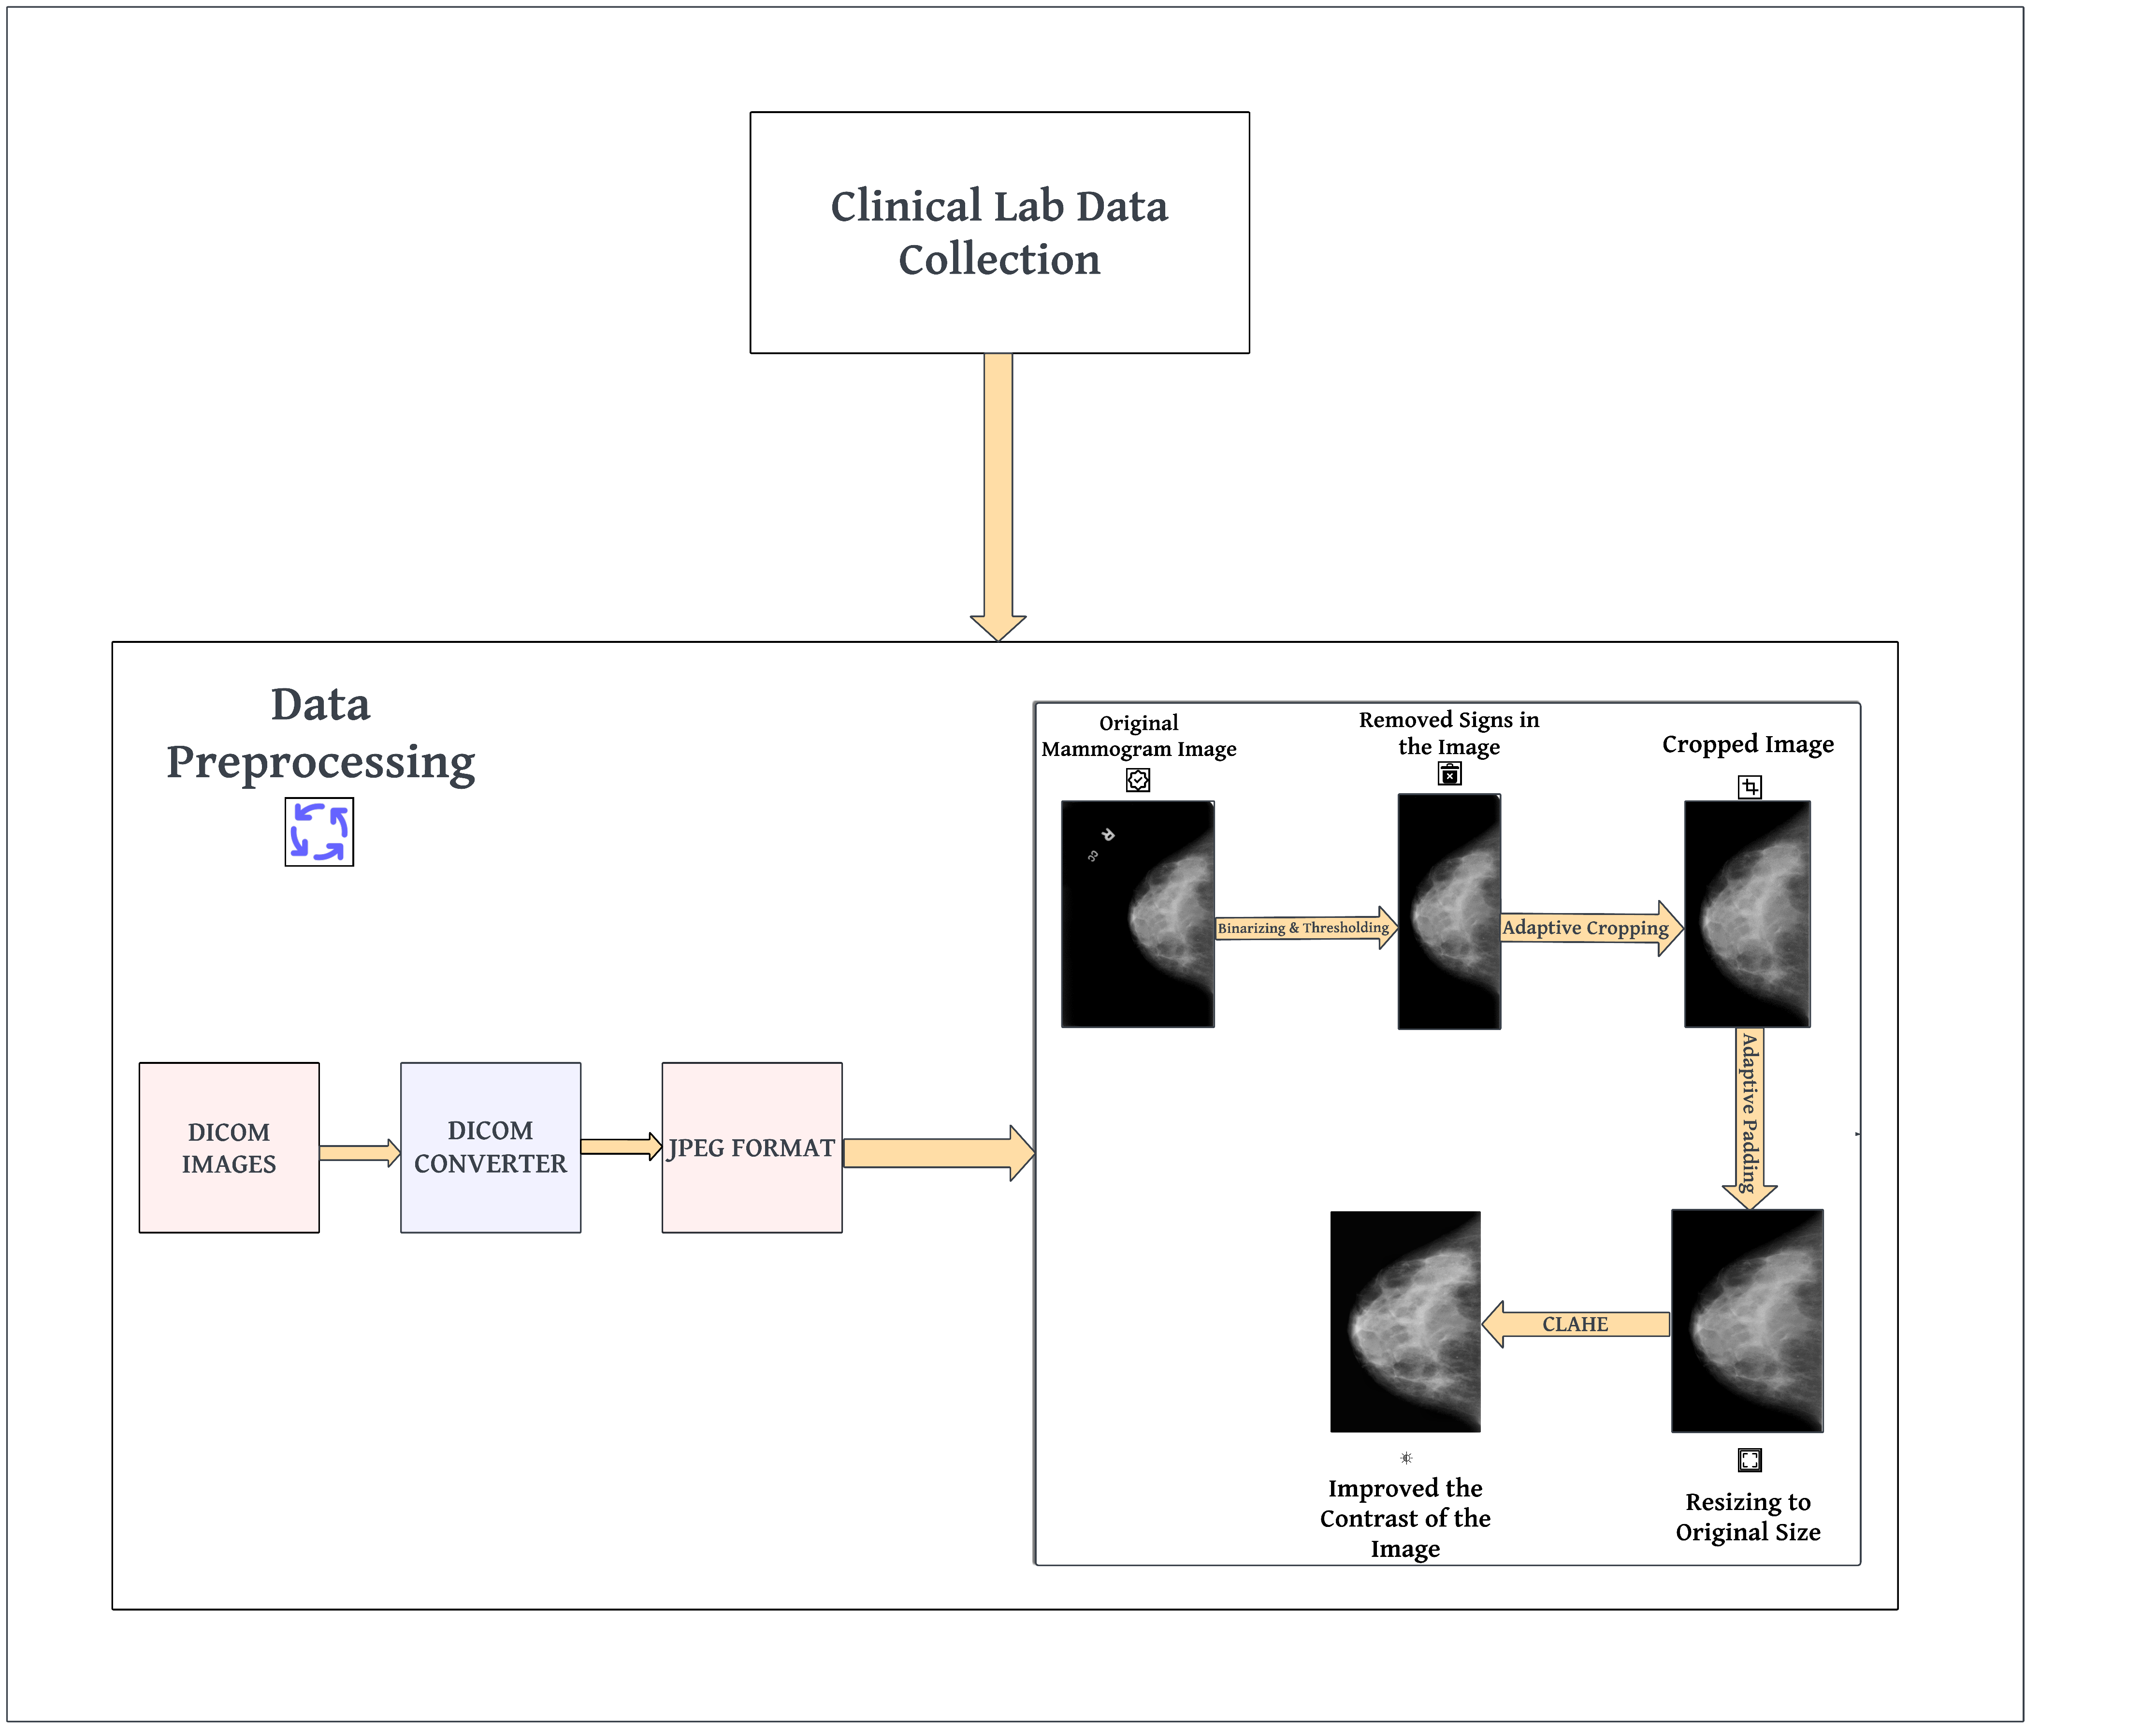 Clinical Lab Data
Collection
Data
Preprocessing
DICOM
IMAGES
DICOM
CONVERTER
JPEG FORMAT
Original
Mammogram Image
R
CC
Binarizing & Thresholding
Removed Signs in
the Image
Adaptive Cropping
Cropped Image
Adaptive Padding
Resizing to
Original Size
CLAHE
Improved the
Contrast of the
Image